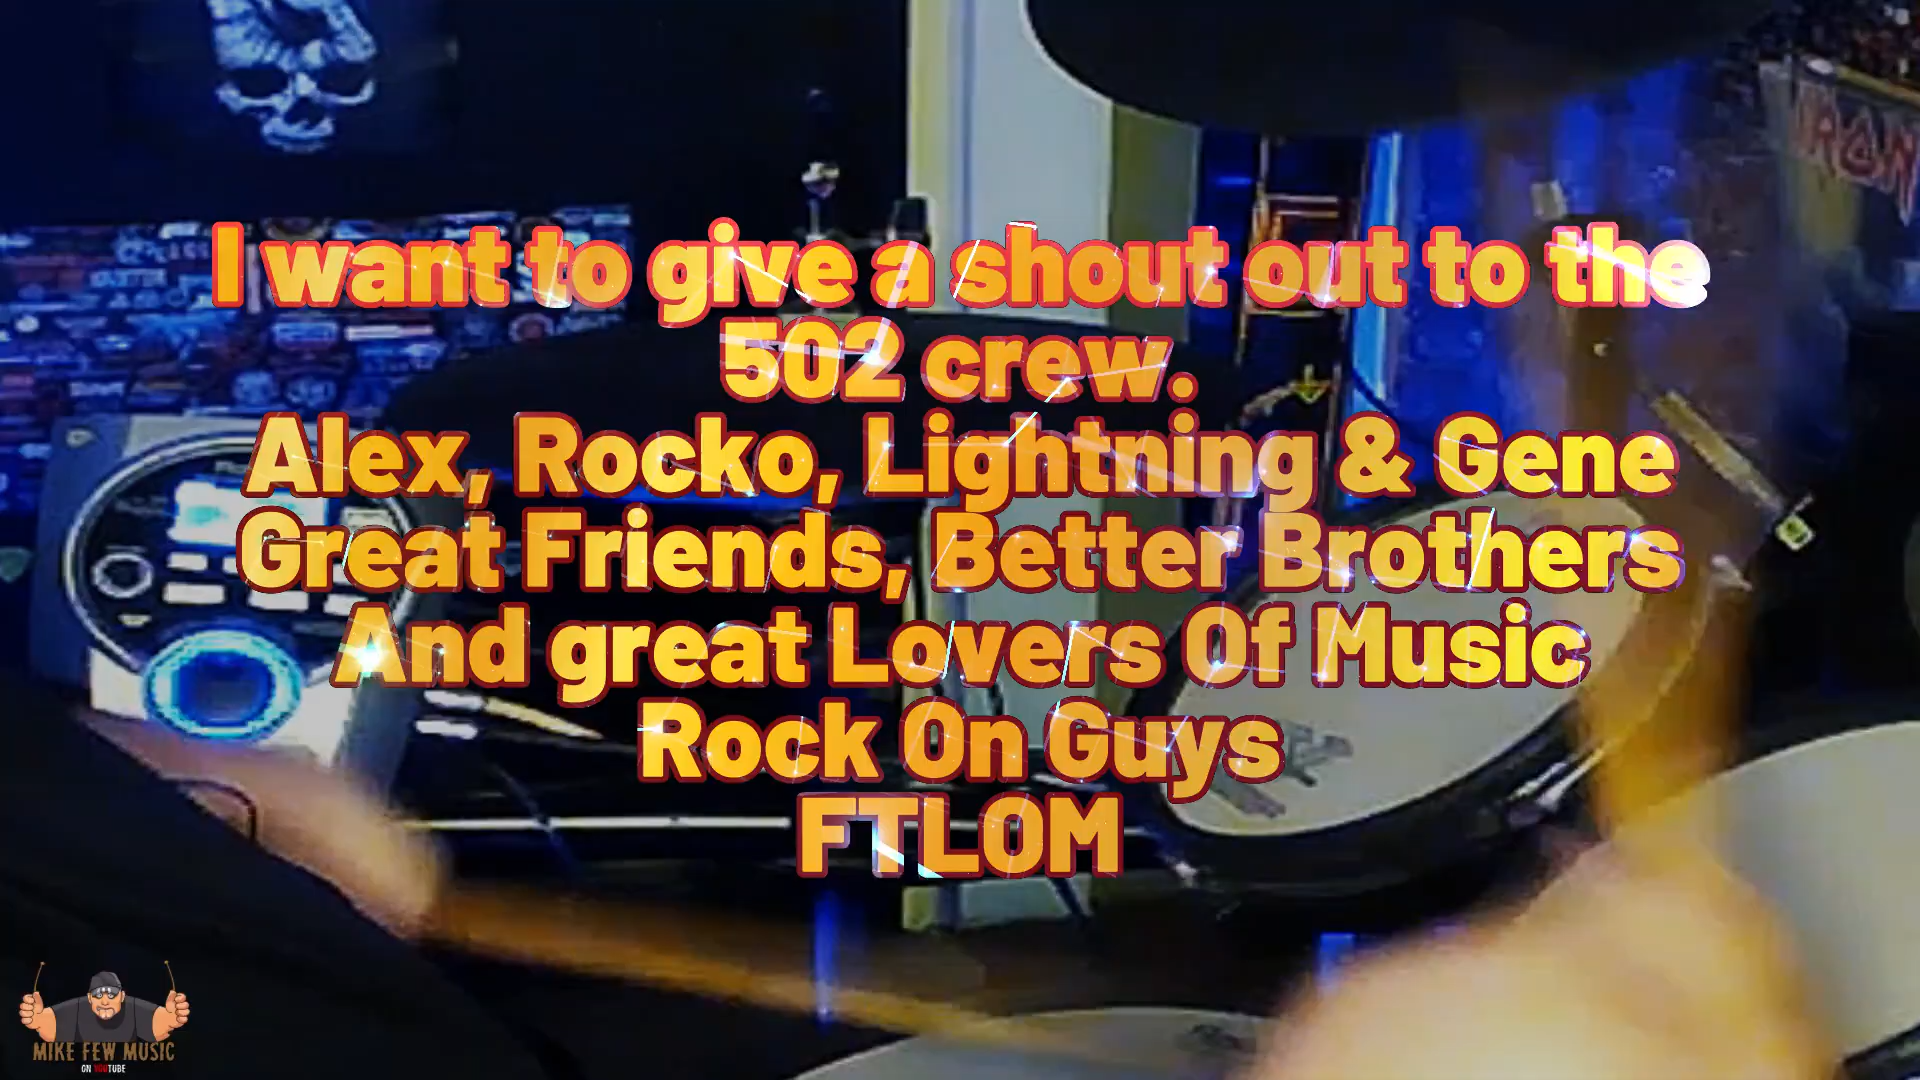 IRON
I want to give a shout out to the
502 crew.
Alex, Rocko, Lightning & Gene
Great Friends, Better Brothers
And great Lovers Of Music
Rock On Guys
FTLOM
MIKE FEW MUSIC
ON YOUTUBE